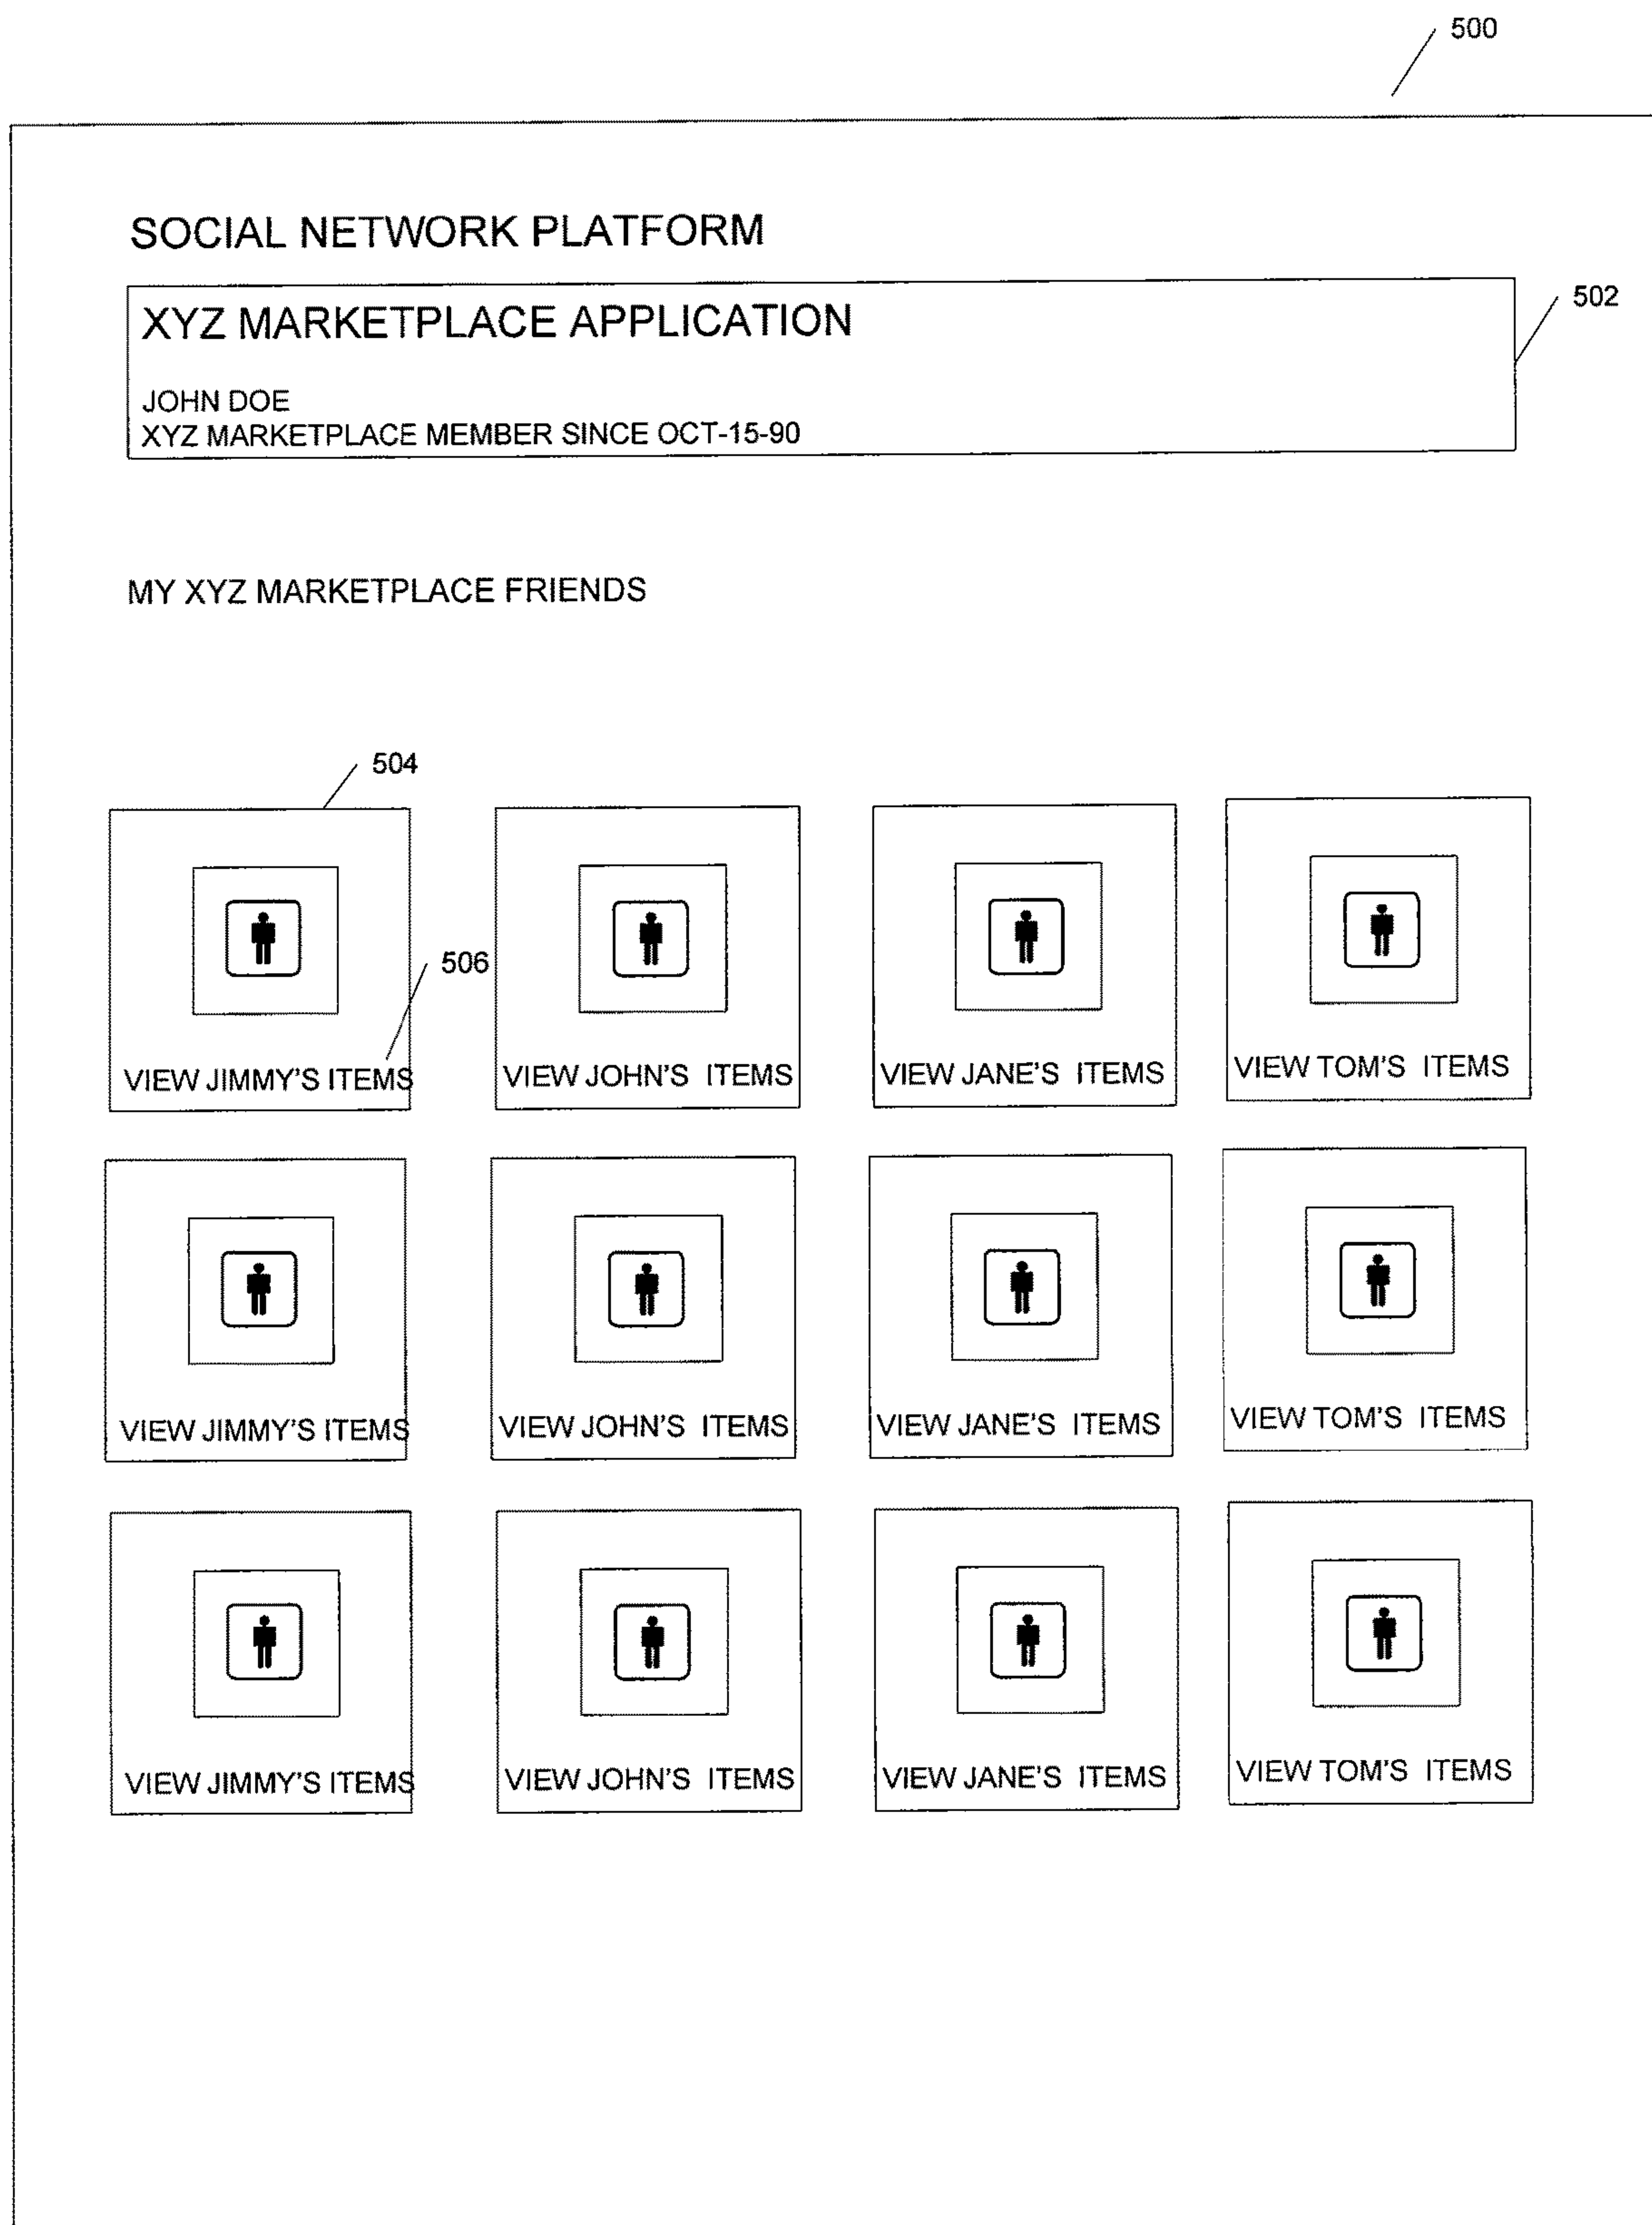 500
SOCIAL NETWORK PLATFORM
XYZ MARKETPLACE APPLICATION
502
JOHN DOE
XYZ MARKETPLACE MEMBER SINCE OCT-15-90
MY XYZ MARKETPLACE FRIENDS
504
506
VIEW JIMMY'S ITEMS
VIEW JOHN'S ITEMS
VIEW JANE'S ITEMS
VIEW TOM'S ITEMS
VIEW JIMMY'S ITEMS
VIEW JOHN'S ITEMS
VIEW JANE'S ITEMS
VIEW TOM'S ITEMS
VIEW JIMMY'S ITEMS
VIEW JOHN'S ITEMS
VIEW JANE'S ITEMS
VIEW TOM'S ITEMS